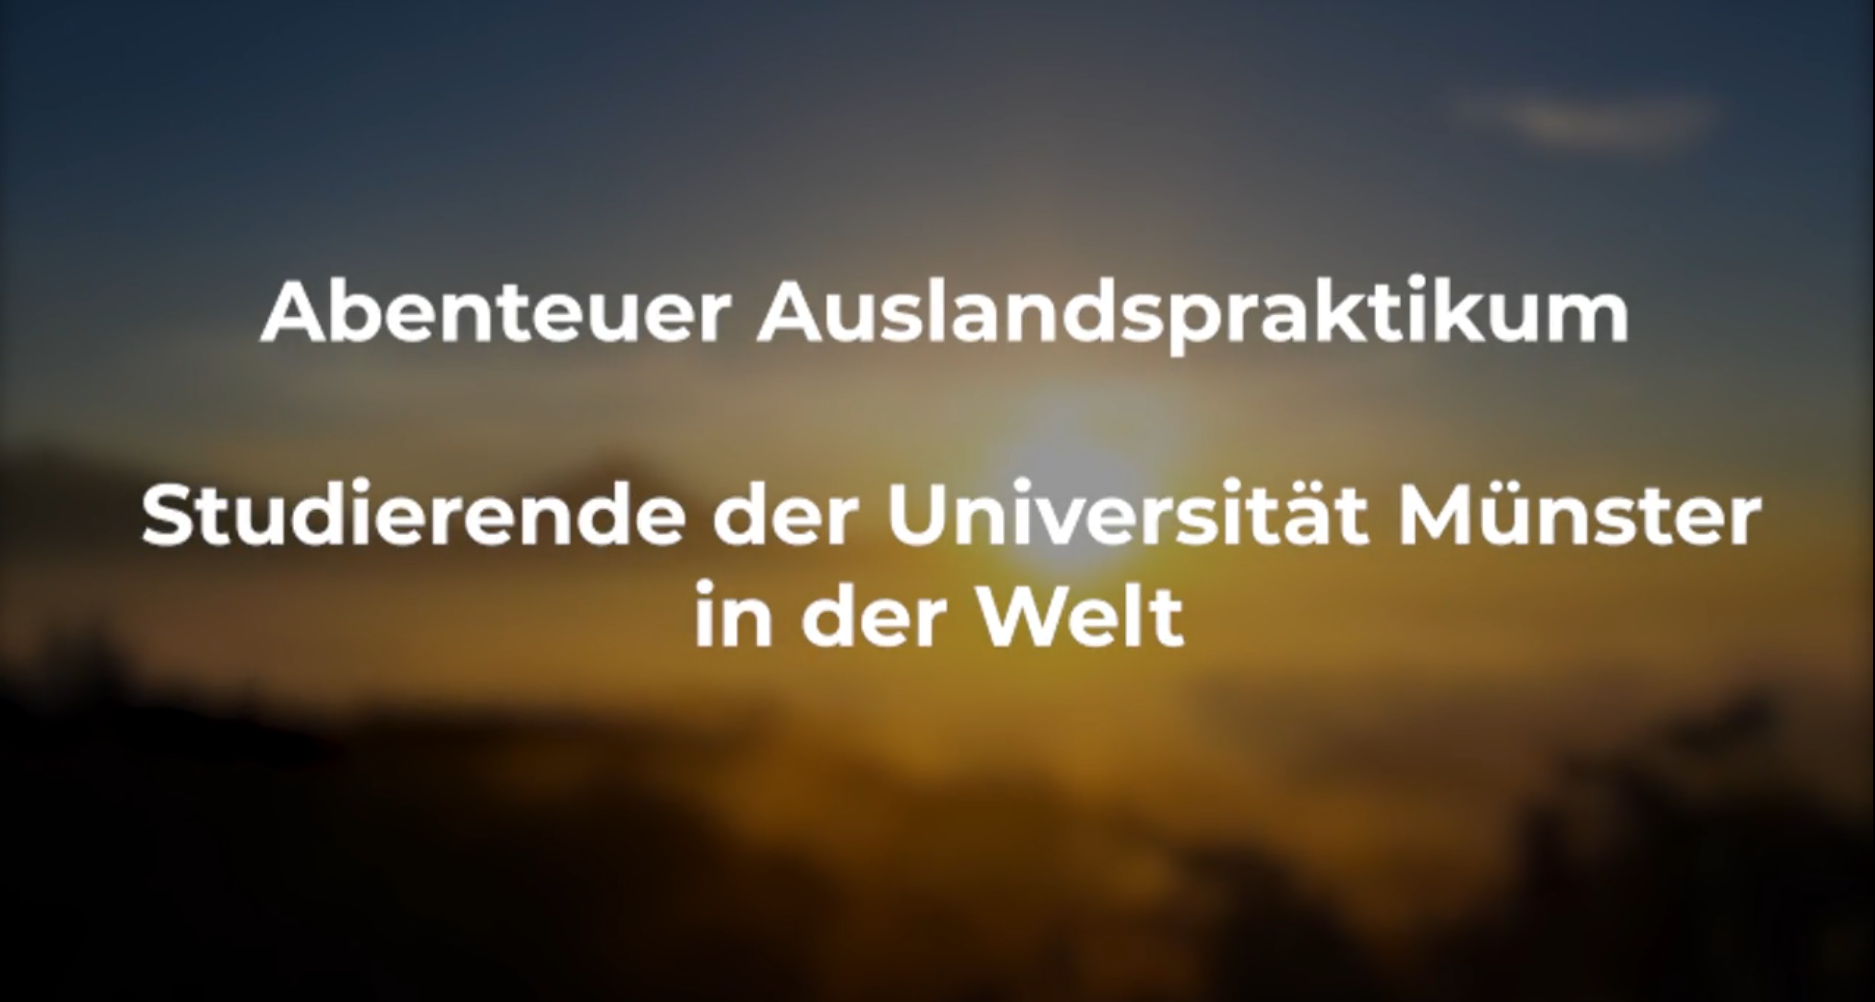 Abenteuer Auslandspraktikum
Studierende der Universität Münster
in der Welt